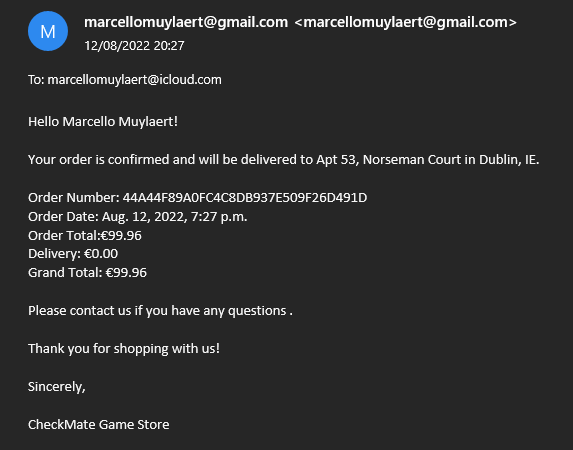 M
marcellomuylaert@gmail.com <marcellomuylaert@gmail.com>
12/08/2022 20:27
To: marcellomuylaert@icloud.com
Hello Marcello Muylaert!
Your order is confirmed and will be delivered to Apt 53, Norseman Court in Dublin, IE.
Order Number: 44A44F89A0FC4C8DB937E509F26D491D
Order Date: Aug. 12, 2022, 7:27 p.m.
Order Total:€99.96
Delivery: €0.00
Grand Total: €99.96
Please contact us if you have any questions .
Thank you for shopping with us!
Sincerely,
CheckMate Game Store